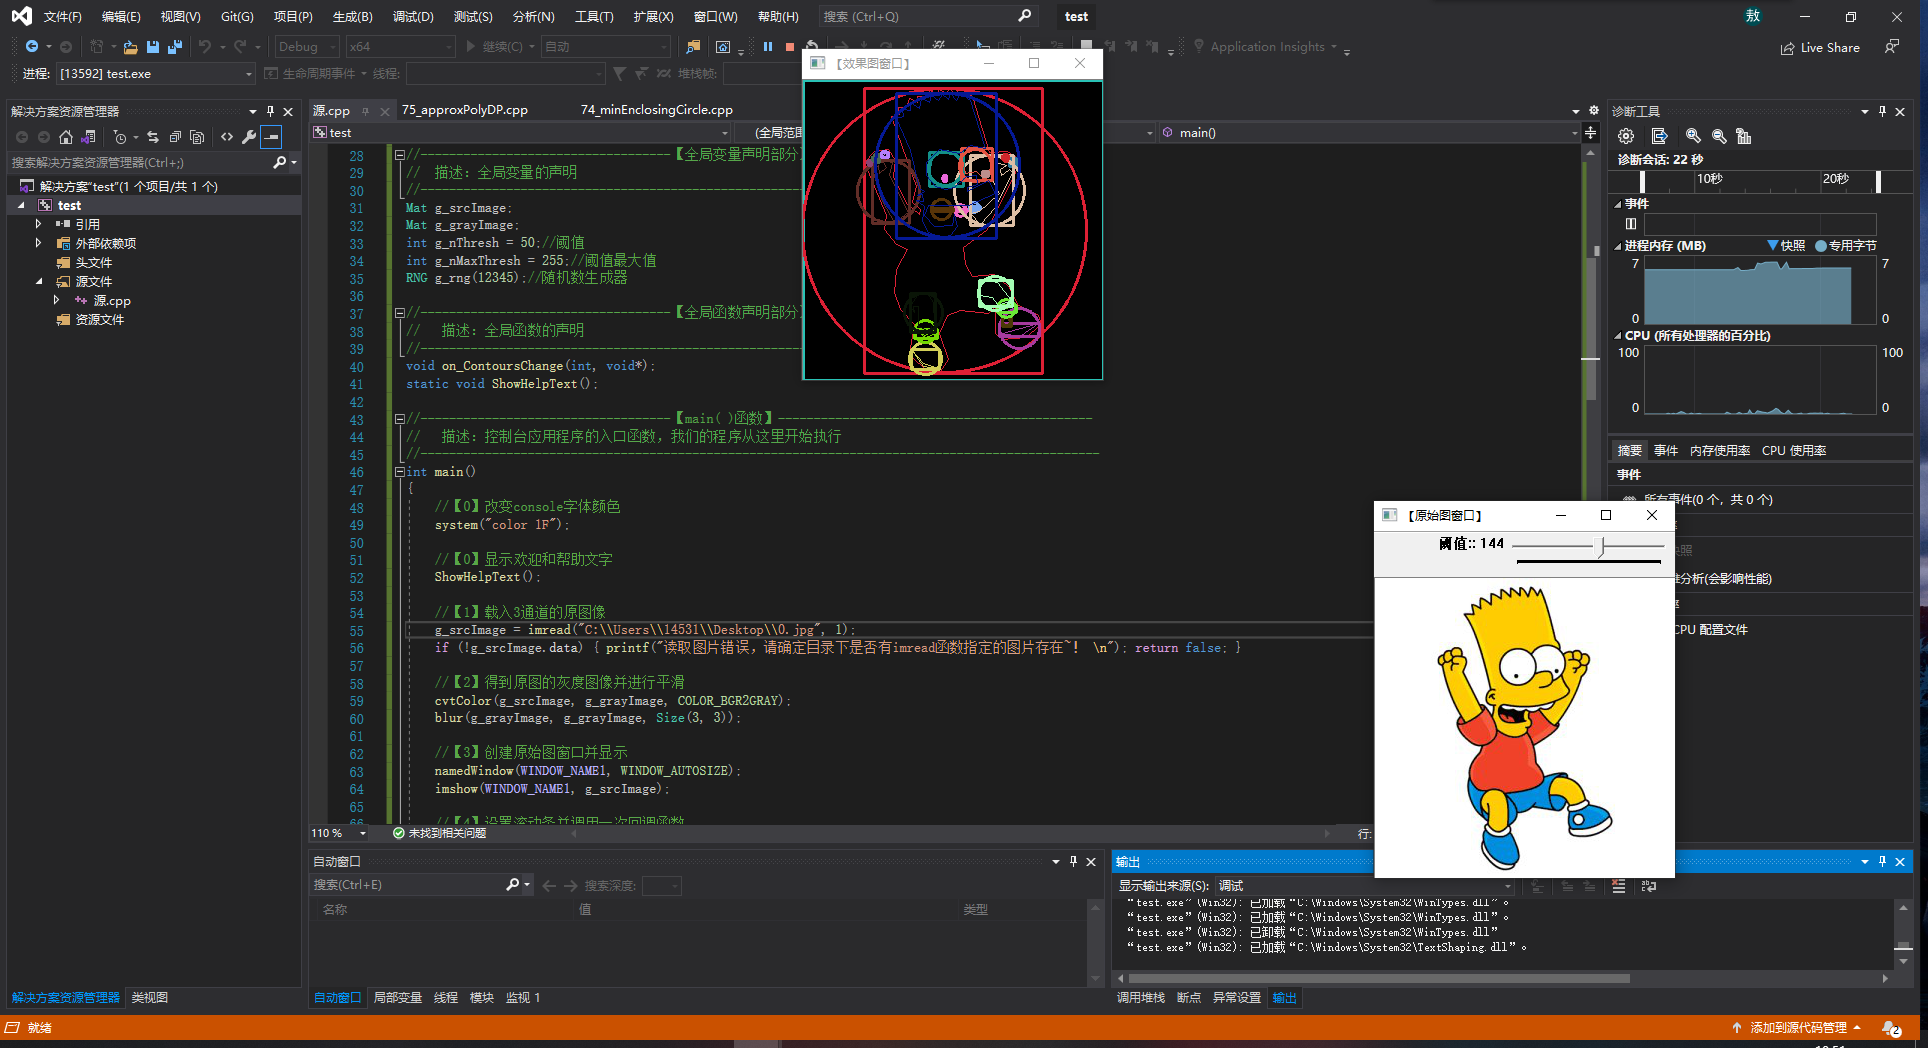 文件(F) 编辑(E) 视图(V) Git(G) 项目(P) 生成(B) 调试(D) 测试(S) 分析(N) 工具(T) 扩展(X) 窗口(W) 帮助(H) 搜索 (Ctrl+Q) test 敖
Debug x64 继续(C) 自动 Application Insights Live Share
进程: [13592] test.exe 生命周期事件 线程: 堆栈帧:
【效果图窗口】
解决方案资源管理器
搜索解决方案资源管理器(Ctrl+;)
解决方案"test"(1 个项目/共 1 个)
test
引用
外部依赖项
头文件
源文件
源.cpp
资源文件
解决方案资源管理器 类视图
源.cpp 75_approxPolyDP.cpp 74_minEnclosingCircle.cpp
test (全局范围 main()
28 //-----------------------------------【全局变量声明部分】
29 // 描述：全局变量的声明
30 //-----------------------------------
31 Mat g_srcImage;
32 Mat g_grayImage;
33 int g_nThresh = 50;//阈值
34 int g_nMaxThresh = 255;//阈值最大值
35 RNG g_rng(12345);//随机数生成器
36
37 //-----------------------------------【全局函数声明部分】
38 // 描述：全局函数的声明
39 //-----------------------------------
40 void on_ContoursChange(int, void*);
41 static void ShowHelpText();
42
43 //-----------------------------------【main( )函数】--------------------------------------------
44 // 描述：控制台应用程序的入口函数，我们的程序从这里开始执行
45 //-----------------------------------------------------------------------------------------------
46 int main()
47 {
48 //【0】改变console字体颜色
49 system("color 1F");
50
51 //【0】显示欢迎和帮助文字
52 ShowHelpText();
53
54 //【1】载入3通道的原图像
55 g_srcImage = imread("C:\\Users\\14531\\Desktop\\0.jpg", 1);
56 if (!g_srcImage.data) { printf("读取图片错误，请确定目录下是否有imread函数指定的图片存在~！ \n"); return false; }
57
58 //【2】得到原图的灰度图像并进行平滑
59 cvtColor(g_srcImage, g_grayImage, COLOR_BGR2GRAY);
60 blur(g_grayImage, g_grayImage, Size(3, 3));
61
62 //【3】创建原始图窗口并显示
63 namedWindow(WINDOW_NAME1, WINDOW_AUTOSIZE);
64 imshow(WINDOW_NAME1, g_srcImage);
65
66 //【4】设置滚动条并调用一次回调函数
110 % 未找到相关问题 行:
自动窗口
搜索(Ctrl+E) 搜索深度:
名称 值 类型
自动窗口 局部变量 线程 模块 监视 1
诊断工具
诊断会话: 22 秒
10秒 20秒
事件
进程内存 (MB) 快照 专用字节
7 7
0 0
CPU (所有处理器的百分比)
100 100
0 0
摘要 事件 内存使用率 CPU 使用率
事件
所有事件(0 个，共 0 个)
照
分析(会影响性能)
CPU 配置文件
【原始图窗口】
阈值:: 144
输出
显示输出来源(S): 调试
"test.exe"(Win32): 已加载"C:\Windows\System32\WinTypes.dll"。
"test.exe"(Win32): 已加载"C:\Windows\System32\WinTypes.dll"。
"test.exe"(Win32): 已卸载"C:\Windows\System32\WinTypes.dll"
"test.exe"(Win32): 已加载"C:\Windows\System32\TextShaping.dll"。
调用堆栈 断点 异常设置 输出
就绪 添加到源代码管理 2